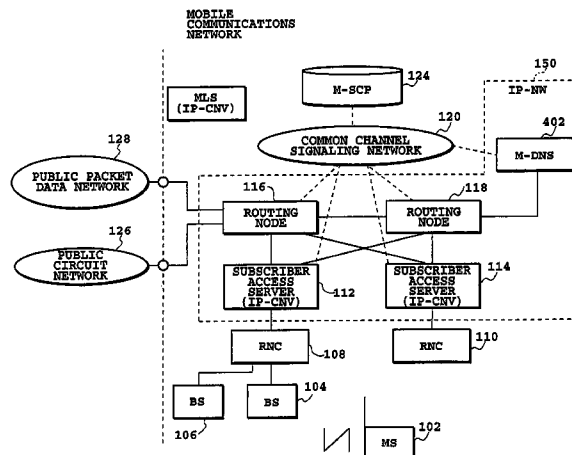 MOBILE
COMMUNICATIONS
NETWORK
150
MLS
(IP-CNV)
M-SCP
124
IP-NW
120
402
128
COMMON CHANNEL
SIGNALING NETWORK
M-DNS
PUBLIC PACKET
DATA NETWORK
116
118
ROUTING
NODE
ROUTING
NODE
126
PUBLIC
CIRCUIT
NETWORK
SUBSCRIBER
ACCESS
SERVER
(IP-CNV)
112
SUBSCRIBER
ACCESS
SERVER
(IP-CNV)
114
RNC
108
RNC
110
BS
106
BS
104
MS
102